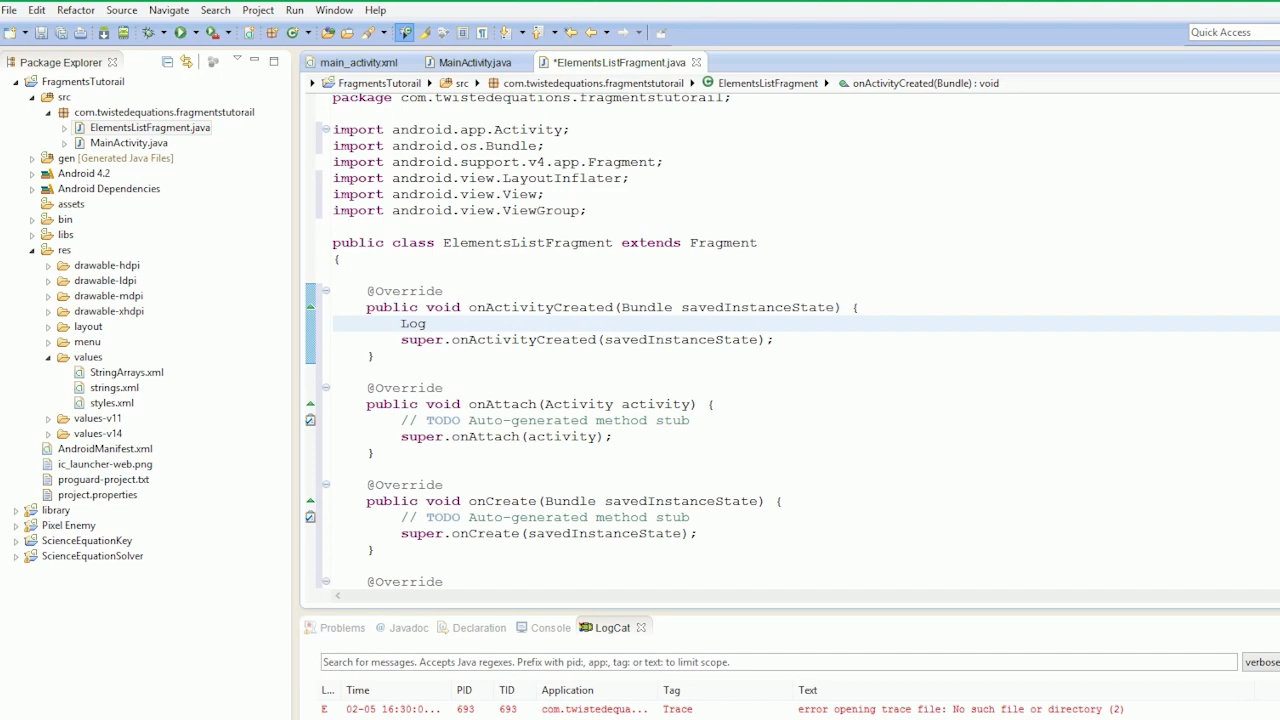 File Edit Refactor Source Navigate Search Project Run Window Help
Quick Access
Package Explorer
main_activity.xml
MainActivity.java
*ElementsListFragment.java
FragmentsTutorail src com.twistedequations.fragmentstutorail ElementsListFragment onActivityCreated(Bundle) : void
FragmentsTutorail
src
com.twistedequations.fragmentstutorail
ElementsListFragment.java
MainActivity.java
gen [Generated Java Files]
Android 4.2
Android Dependencies
assets
bin
libs
res
drawable-hdpi
drawable-ldpi
drawable-mdpi
drawable-xhdpi
layout
menu
values
StringArrays.xml
strings.xml
styles.xml
values-v11
values-v14
AndroidManifest.xml
ic_launcher-web.png
proguard-project.txt
project.properties
library
Pixel Enemy
ScienceEquationKey
ScienceEquationSolver
package com.twistedequations.fragmentstutorail;
import android.app.Activity;
import android.os.Bundle;
import android.support.v4.app.Fragment;
import android.view.LayoutInflater;
import android.view.View;
import android.view.ViewGroup;
public class ElementsListFragment extends Fragment
{
@Override
public void onActivityCreated(Bundle savedInstanceState) {
Log
super.onActivityCreated(savedInstanceState);
}
@Override
public void onAttach(Activity activity) {
// TODO Auto-generated method stub
super.onAttach(activity);
}
@Override
public void onCreate(Bundle savedInstanceState) {
// TODO Auto-generated method stub
super.onCreate(savedInstanceState);
}
@Override
Problems @ Javadoc Declaration Console LogCat
Search for messages. Accepts Java regexes. Prefix with pid:, app:, tag: or text: to limit scope.
verbose
L... Time PID TID Application Tag Text
E 02-05 16:30:0... 693 693 com.twistedequa... Trace error opening trace file: No such file or directory (2)